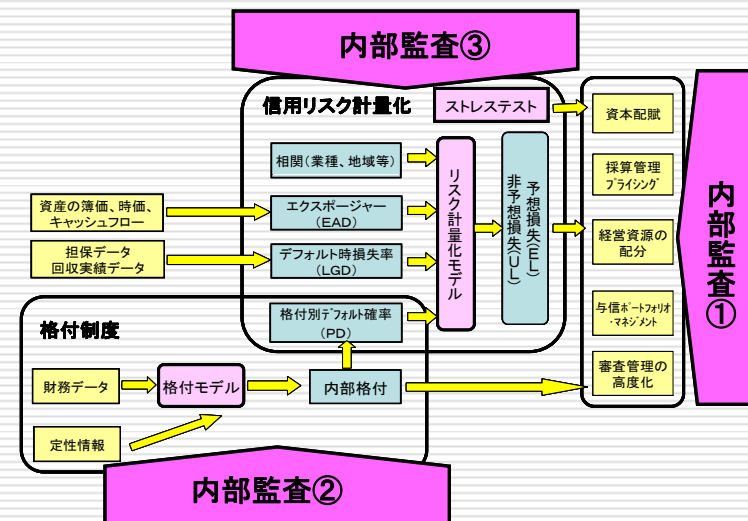 内部監査③
信用リスク計量化
ストレステスト
資本配賦
相関(業種、地域等)
採算管理
プライシング
資産の簿価、時価、
キャッシュフロー
エクスポージャー
(EAD)
リスク計量化モデル
予想損失(EL)
非予想損失(UL)
経営資源の
配分
内部監査①
担保データ
回収実績データ
デフォルト時損失率
(LGD)
格付制度
格付別デフォルト確率
(PD)
与信ポートフォリオ
・マネジメント
財務データ
格付モデル
内部格付
審査管理の
高度化
定性情報
内部監査②